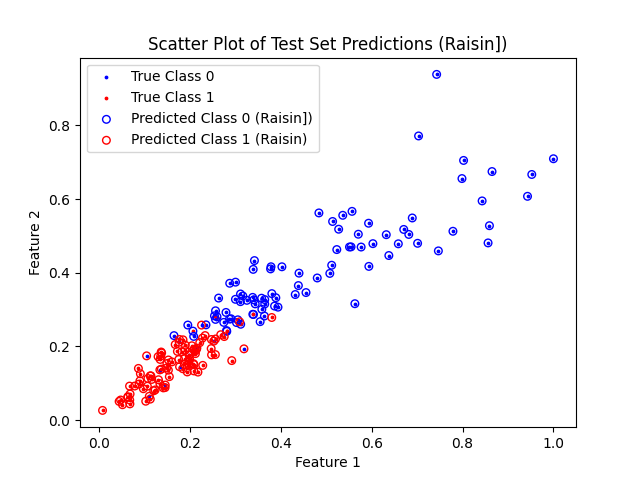 Scatter Plot of Test Set Predictions (Raisin])
True Class 0
True Class 1
Predicted Class 0 (Raisin])
Predicted Class 1 (Raisin)
Feature 2
0.8
0.6
0.4
0.2
0.0
0.0 0.2 0.4 0.6 0.8 1.0
Feature 1